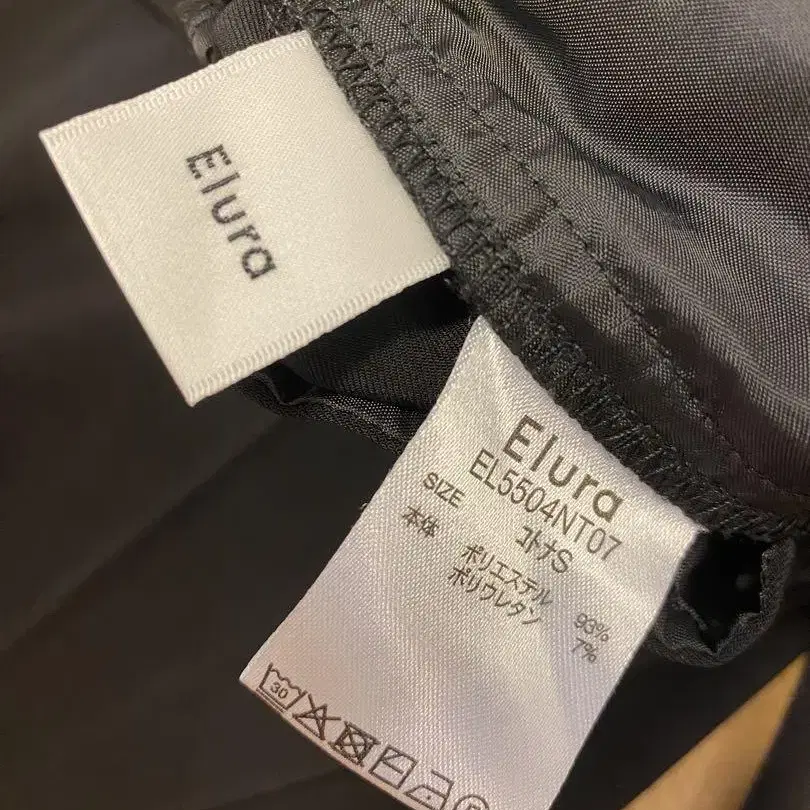 Elura
Elura
EL5504NT07
SIZE コトナS
本体 ポリエステル 93%
ポリウレタン 7%
30